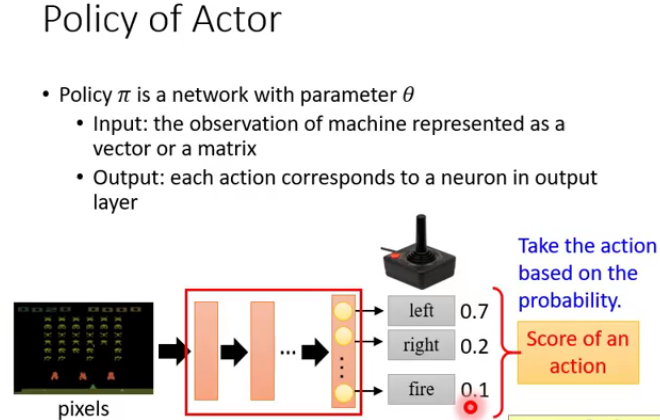 Policy of Actor
• Policy π is a network with parameter θ
• Input: the observation of machine represented as a
vector or a matrix
• Output: each action corresponds to a neuron in output
layer
Take the action
based on the
probability.
left 0.7
right 0.2
...
fire 0.1
Score of an
action
pixels